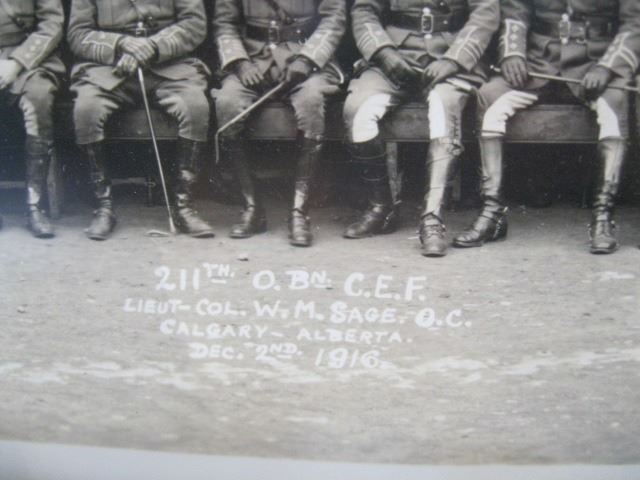 211TH. O. BN. C.E.F.
LIEUT-COL. W. M. SAGE. O.C.
CALGARY- ALBERTA.
DEC. 2ND. 1916.